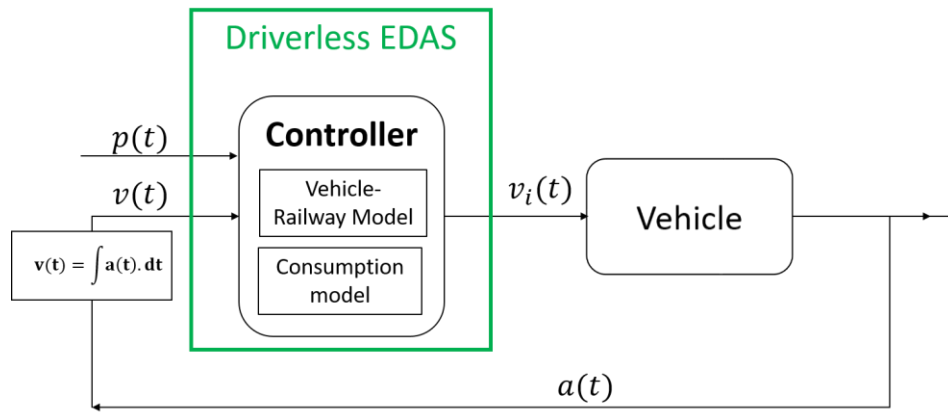 Driverless EDAS
p(t)
Controller
v(t)
Vehicle-
Railway Model
v_i(t)
Vehicle
v(t) = ∫ a(t). dt
Consumption
model
a(t)